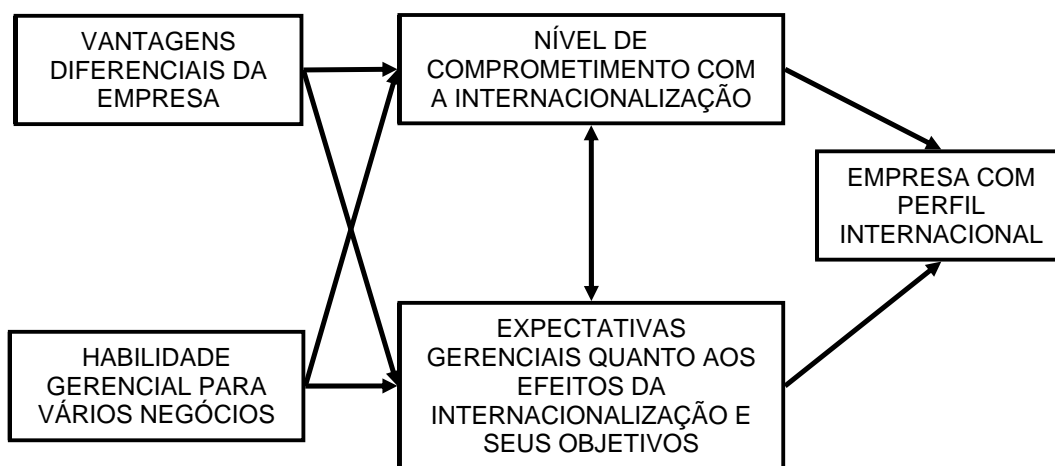 VANTAGENS
DIFERENCIAIS DA
EMPRESA
NÍVEL DE
COMPROMETIMENTO COM
A INTERNACIONALIZAÇÃO
EMPRESA COM
PERFIL
INTERNACIONAL
HABILIDADE
GERENCIAL PARA
VÁRIOS NEGÓCIOS
EXPECTATIVAS
GERENCIAIS QUANTO AOS
EFEITOS DA
INTERNACIONALIZAÇÃO E
SEUS OBJETIVOS